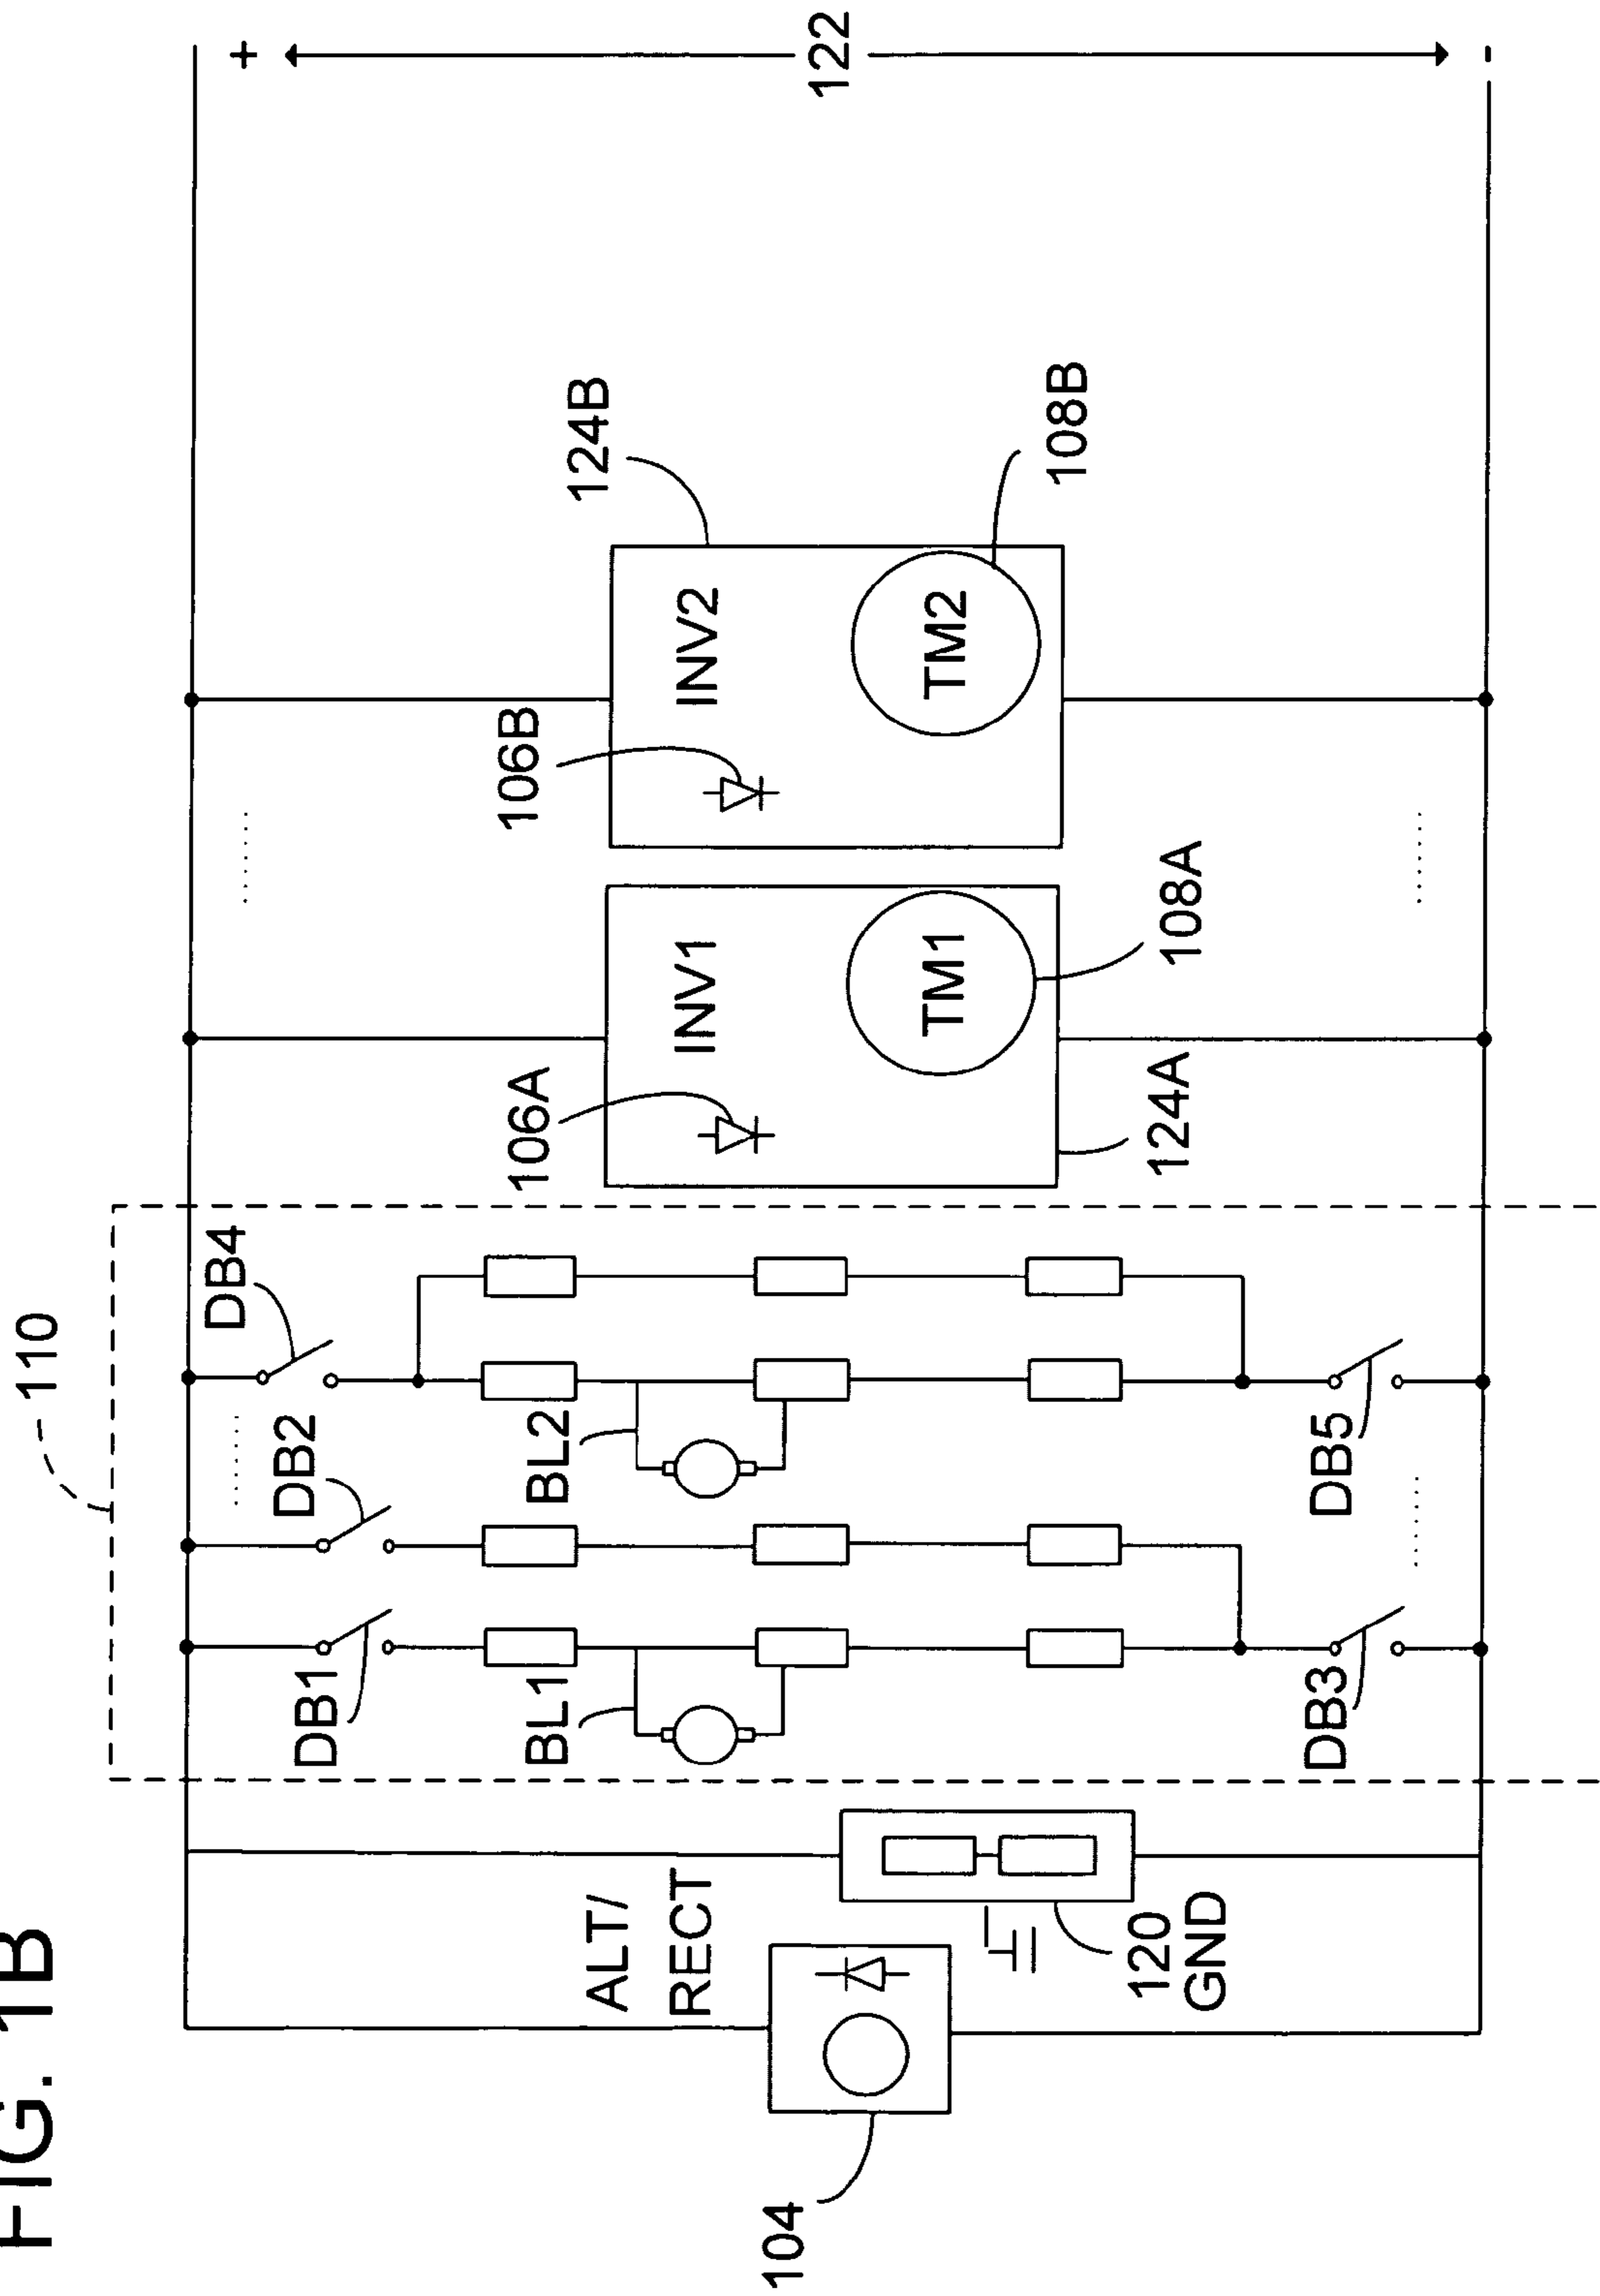 FIG. 1B
110
DB4
DB2
DB1
BL2
BL1
DB5
DB3
ALT/
RECT
104
120
GND
106A
INV1
TM1
108A
124A
106B
INV2
TM2
108B
124B
+
122
-